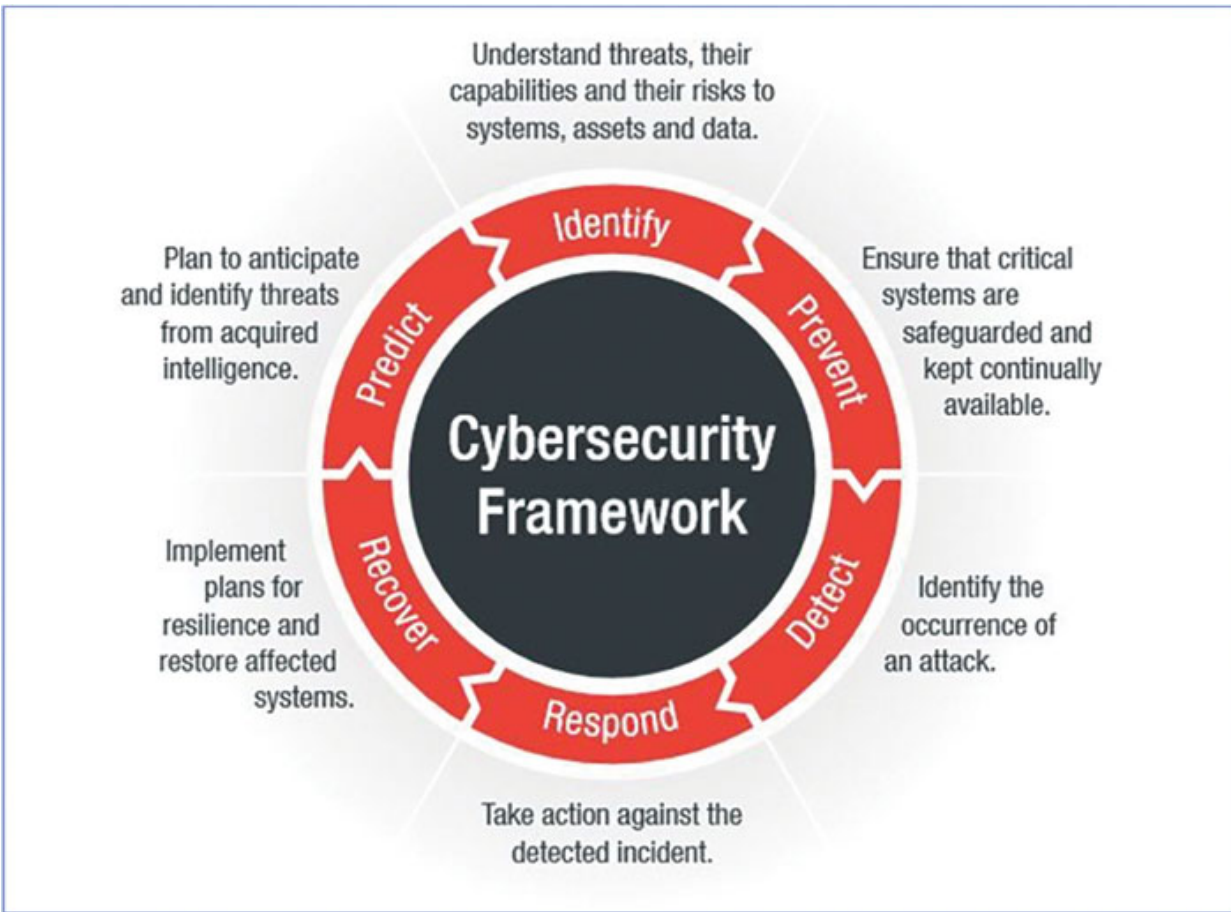 Understand threats, their
capabilities and their risks to
systems, assets and data.
Identify
Ensure that critical
systems are
safeguarded and
kept continually
available.
Prevent
Identify the
occurrence of
an attack.
Detect
Take action against the
detected incident.
Respond
Implement
plans for
resilience and
restore affected
systems.
Recover
Plan to anticipate
and identify threats
from acquired
intelligence.
Predict
Cybersecurity
Framework